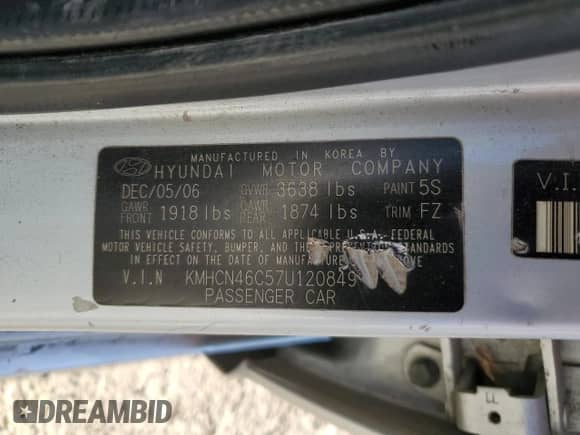 MANUFACTURED IN KOREA BY
HYUNDAI MOTOR COMPANY
DEC/05/06 GVWR 3638 lbs PAINT 5S
GAWR FRONT 1918 lbs GAWR REAR 1874 lbs TRIM FZ
THIS VEHICLE CONFORMS TO ALL APPLICABLE U.S.A. FEDERAL
MOTOR VEHICLE SAFETY, BUMPER, AND THEFT PREVENTION STANDARDS
IN EFFECT ON THE DATE OF MANUFACTURE ABOVE
V.I.N KMHCN46C57U120849
PASSENGER CAR
V.I.
F
DREAMBID